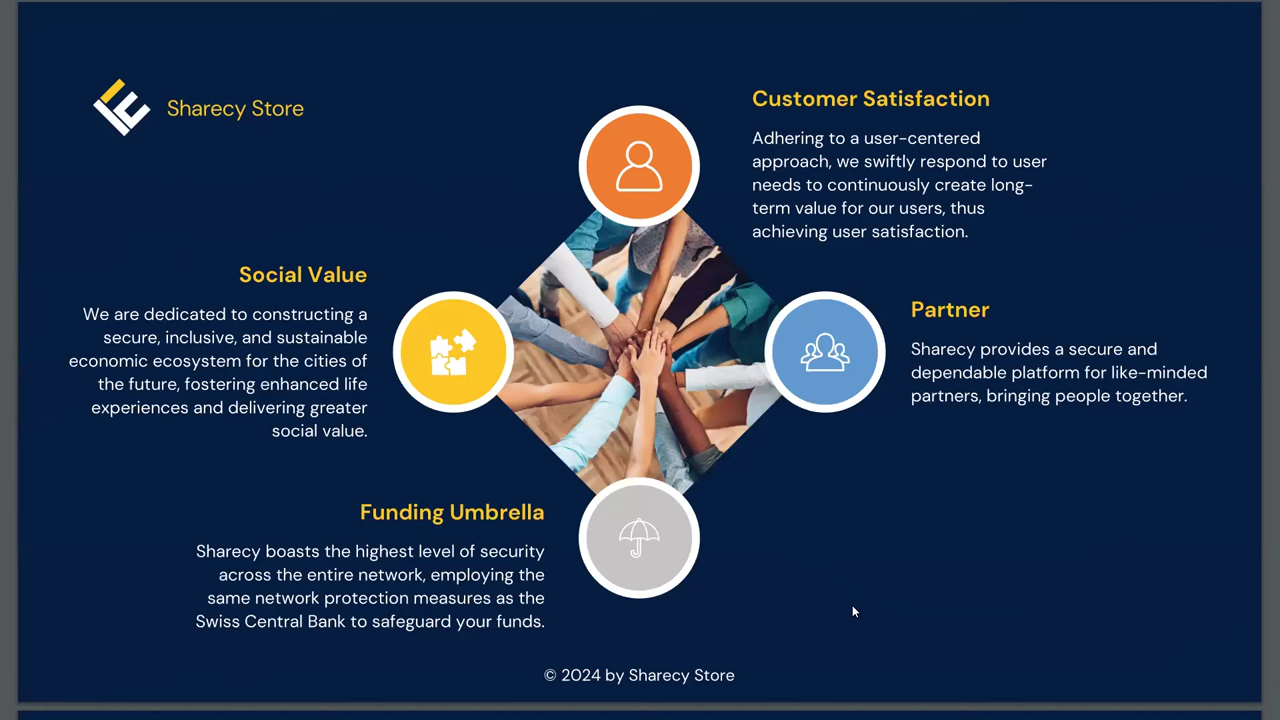 Sharecy Store
Customer Satisfaction
Adhering to a user-centered
approach, we swiftly respond to user
needs to continuously create long-
term value for our users, thus
achieving user satisfaction.
Social Value
We are dedicated to constructing a
secure, inclusive, and sustainable
economic ecosystem for the cities of
the future, fostering enhanced life
experiences and delivering greater
social value.
Partner
Sharecy provides a secure and
dependable platform for like-minded
partners, bringing people together.
Funding Umbrella
Sharecy boasts the highest level of security
across the entire network, employing the
same network protection measures as the
Swiss Central Bank to safeguard your funds.
© 2024 by Sharecy Store